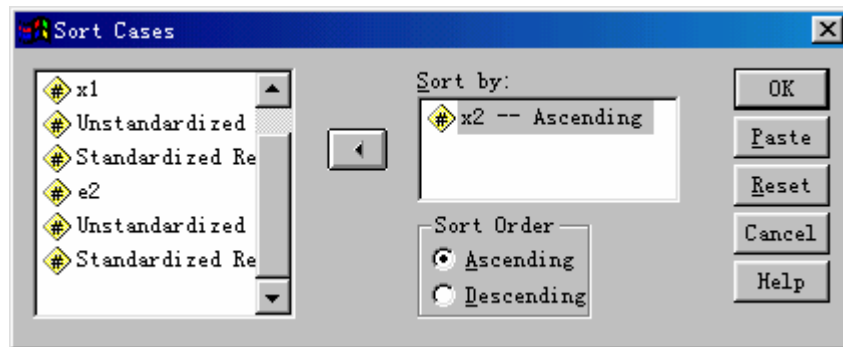 Sort Cases
x1
Unstandardized
Standardized Re
e2
Unstandardized
Standardized Re
Sort by:
x2 -- Ascending
Sort Order
Ascending
Descending
OK
Paste
Reset
Cancel
Help